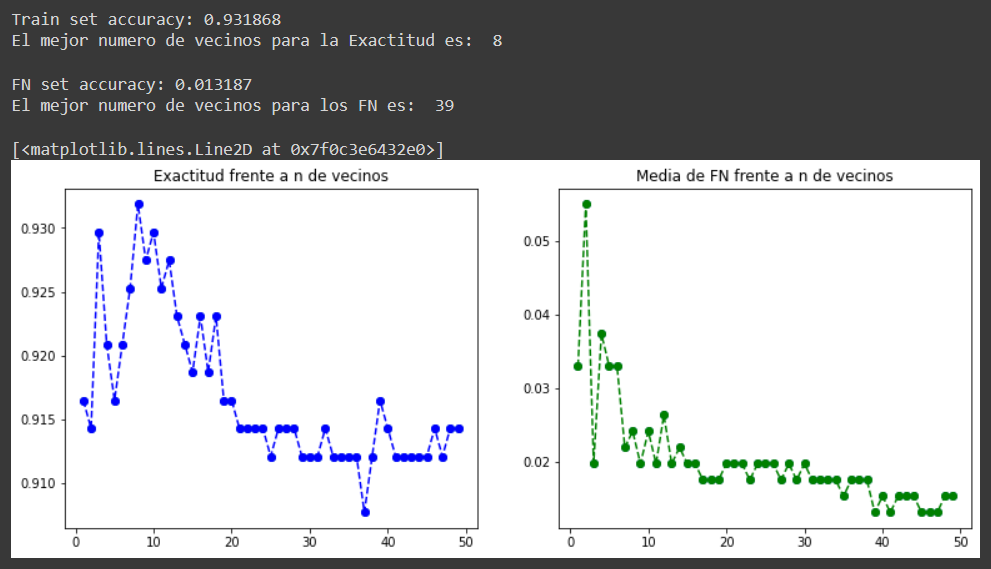 Train set accuracy: 0.931868
El mejor numero de vecinos para la Exactitud es:  8
FN set accuracy: 0.013187
El mejor numero de vecinos para los FN es:  39
[<matplotlib.lines.Line2D at 0x7f0c3e6432e0>]
Exactitud frente a n de vecinos
0.930
0.925
0.920
0.915
0.910
0 10 20 30 40 50
Media de FN frente a n de vecinos
0.05
0.04
0.03
0.02
0 10 20 30 40 50